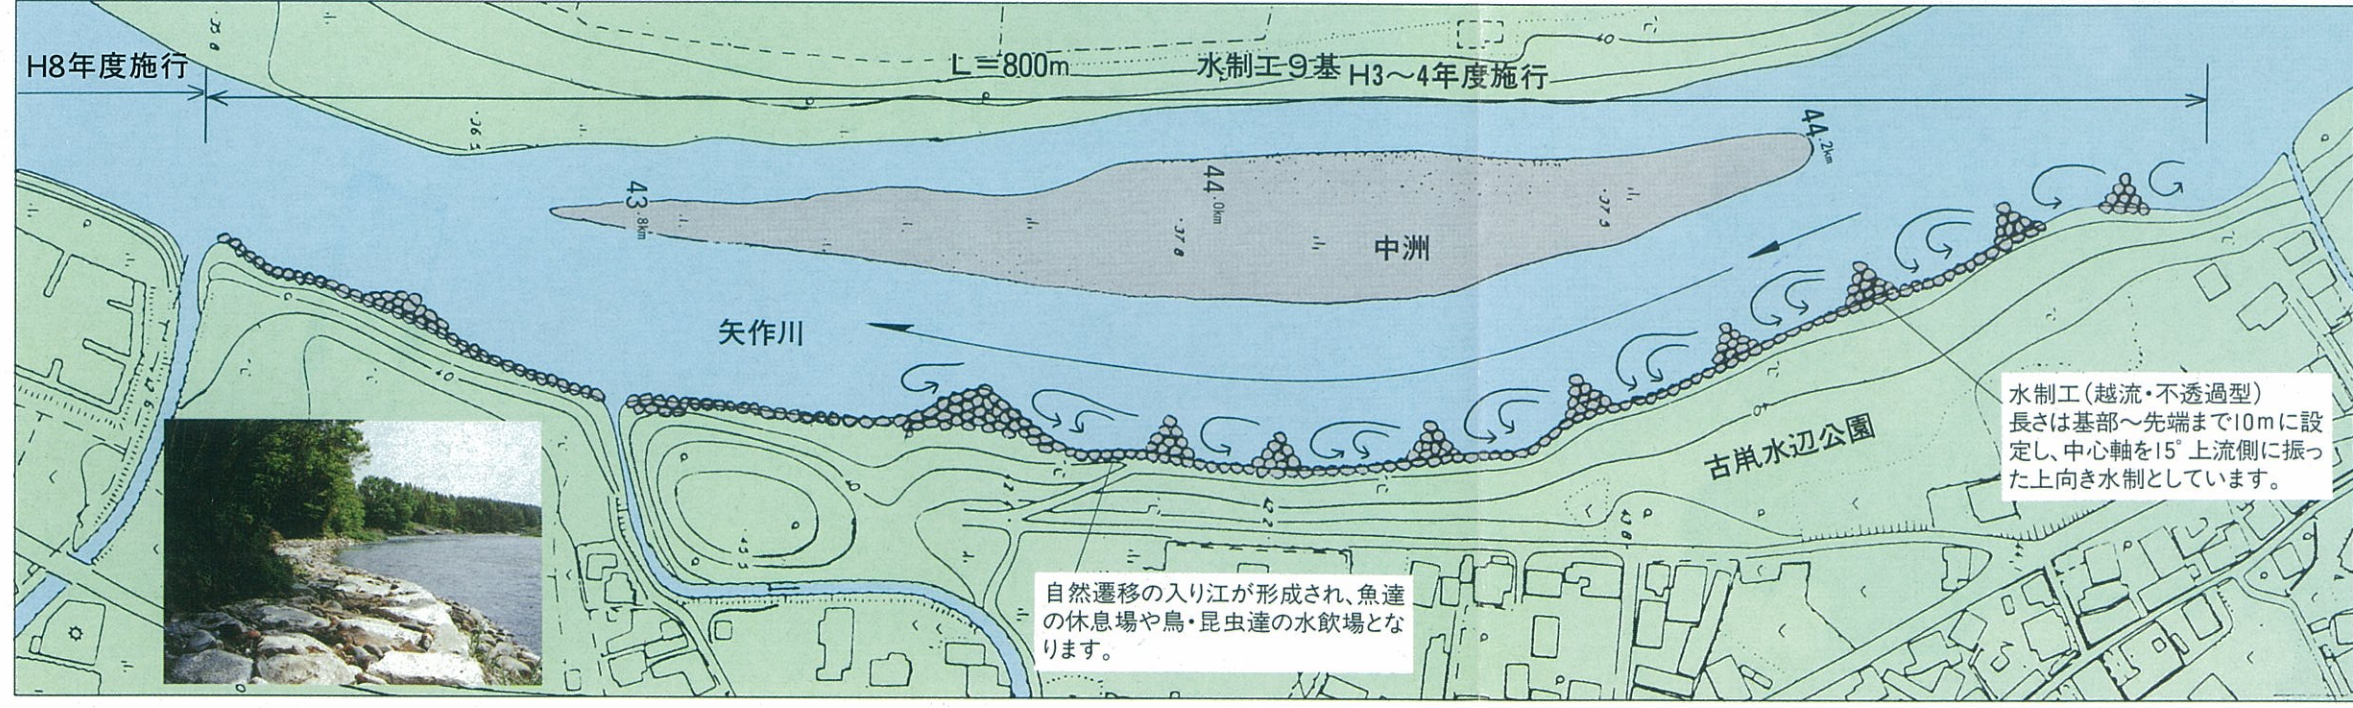 H8年度施行
L=800m
水制工9基
H3〜4年度施行
44.2km
43.8km
44.0km
37.5
37.8
中洲
矢作川
水制工(越流・不透過型)
長さは基部〜先端まで10mに設
定し、中心軸を15°上流側に振っ
た上向き水制としています。
古鼡水辺公園
自然遷移の入り江が形成され、魚達
の休息場や鳥・昆虫達の水飲場とな
ります。